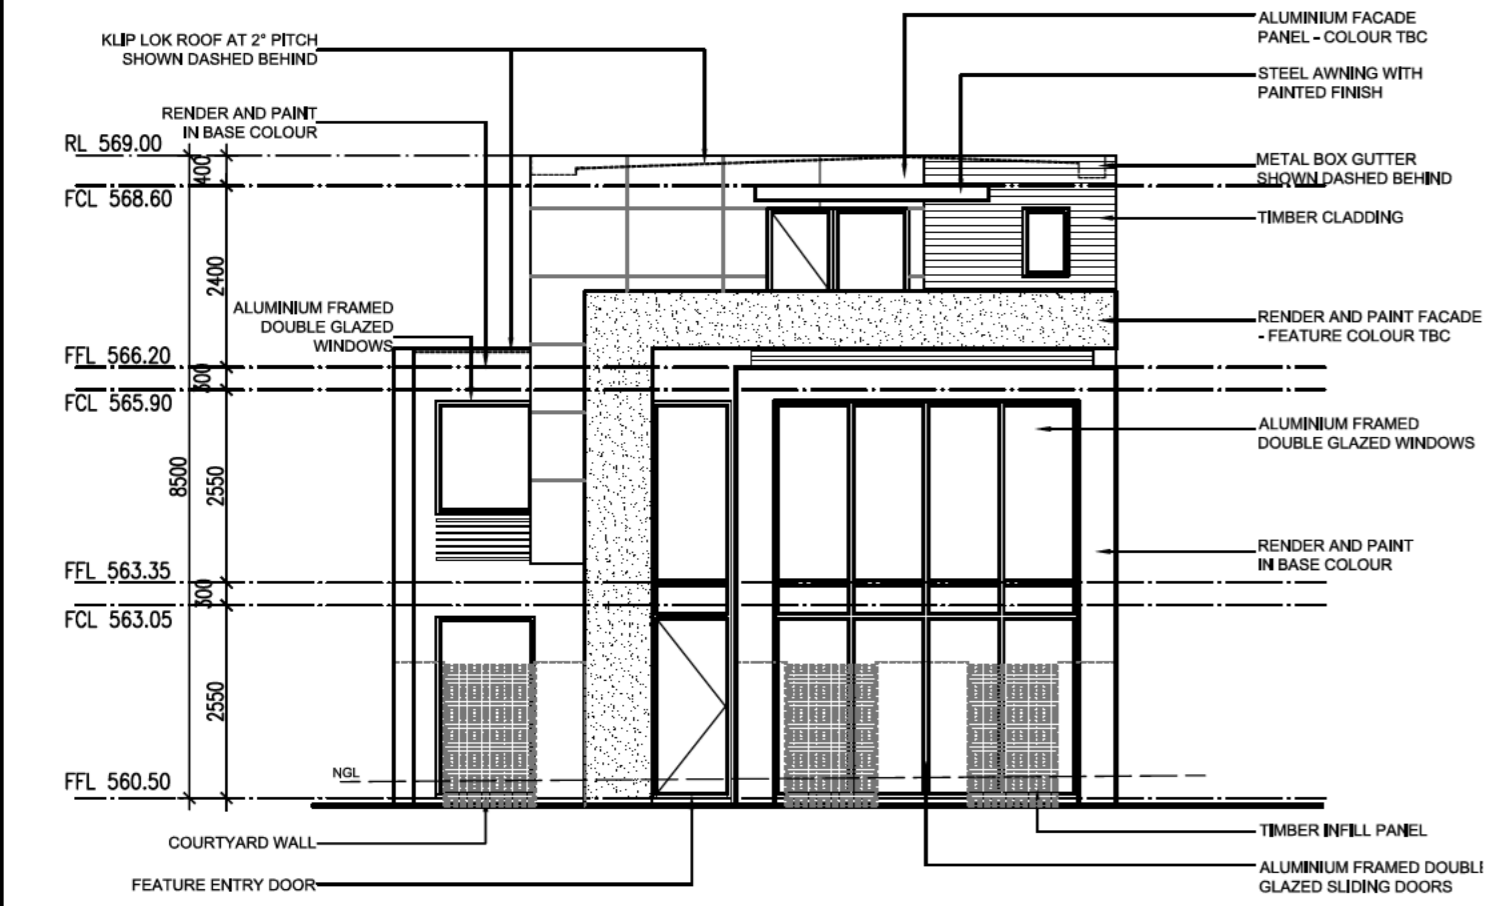 KLIP LOK ROOF AT 2° PITCH
SHOWN DASHED BEHIND
RENDER AND PAINT
IN BASE COLOUR
RL 569.00
400
FCL 568.60
2400
ALUMINIUM FRAMED
DOUBLE GLAZED
WINDOWS
FFL 566.20
300
FCL 565.90
8500
2550
FFL 563.35
300
FCL 563.05
2550
FFL 560.50
NGL
COURTYARD WALL
FEATURE ENTRY DOOR
ALUMINIUM FACADE
PANEL - COLOUR TBC
STEEL AWNING WITH
PAINTED FINISH
METAL BOX GUTTER
SHOWN DASHED BEHIND
TIMBER CLADDING
RENDER AND PAINT FACADE
- FEATURE COLOUR TBC
ALUMINIUM FRAMED
DOUBLE GLAZED WINDOWS
RENDER AND PAINT
IN BASE COLOUR
TIMBER INFILL PANEL
ALUMINIUM FRAMED DOUBL
GLAZED SLIDING DOORS